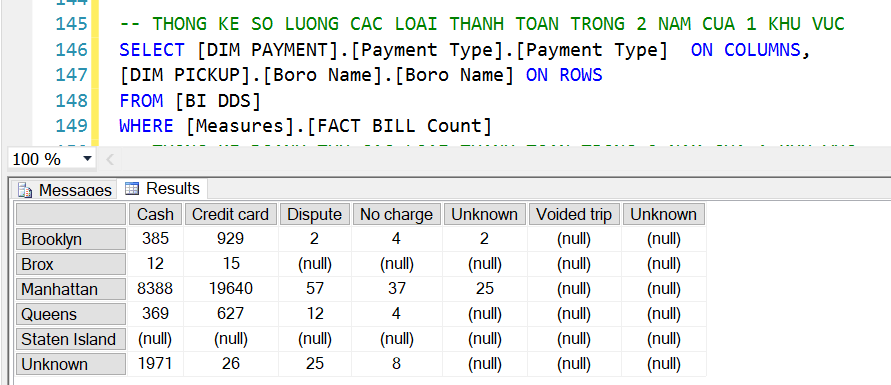 145 -- THONG KE SO LUONG CAC LOAI THANH TOAN TRONG 2 NAM CUA 1 KHU VUC
146 SELECT [DIM PAYMENT].[Payment Type].[Payment Type] ON COLUMNS,
147 [DIM PICKUP].[Boro Name].[Boro Name] ON ROWS
148 FROM [BI DDS]
149 WHERE [Measures].[FACT BILL Count]
100 %
Messages Results
Cash Credit card Dispute No charge Unknown Voided trip Unknown
Brooklyn 385 929 2 4 2 (null) (null)
Brox 12 15 (null) (null) (null) (null) (null)
Manhattan 8388 19640 57 37 25 (null) (null)
Queens 369 627 12 4 (null) (null) (null)
Staten Island (null) (null) (null) (null) (null) (null) (null)
Unknown 1971 26 25 8 (null) (null) (null)